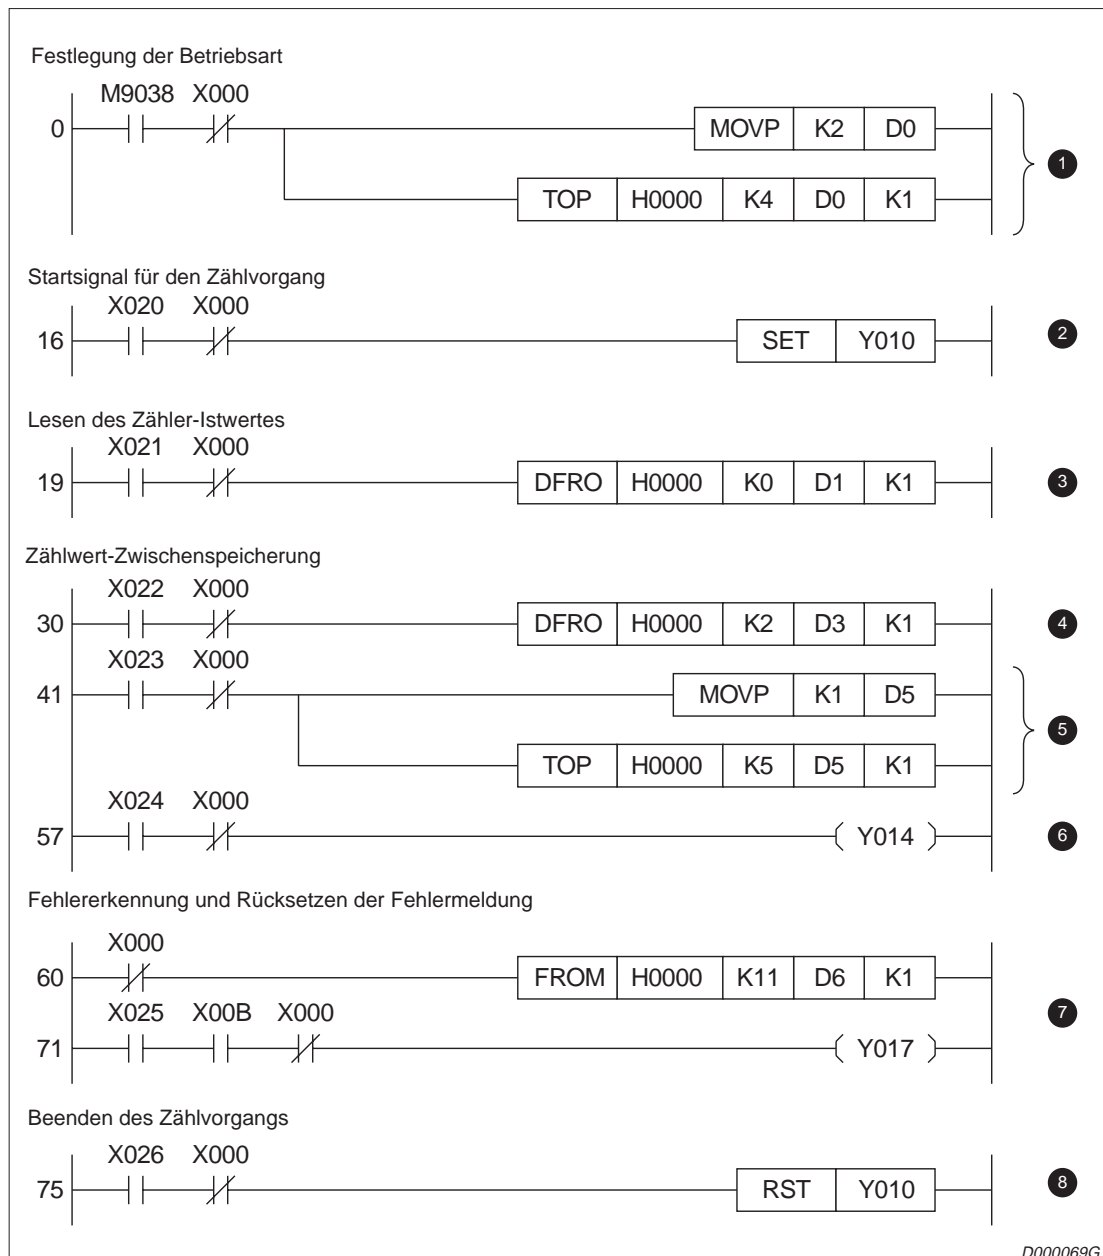 Festlegung der Betriebsart
M9038 X000
0 MOVP K2 D0
1
TOP H0000 K4 D0 K1
Startsignal für den Zählvorgang
X020 X000
16 SET Y010 2
Lesen des Zähler-Istwertes
X021 X000
19 DFRO H0000 K0 D1 K1 3
Zählwert-Zwischenspeicherung
X022 X000
30 DFRO H0000 K2 D3 K1 4
X023 X000
41 MOVP K1 D5
5
TOP H0000 K5 D5 K1
X024 X000
57 Y014 6
Fehlererkennung und Rücksetzen der Fehlermeldung
X000
60 FROM H0000 K11 D6 K1
X025 X00B X000 7
71 Y017
Beenden des Zählvorgangs
X026 X000
75 RST Y010 8
D000069G